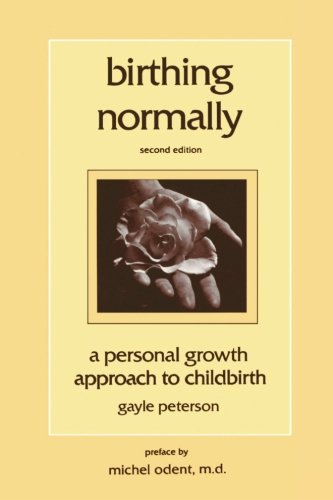 birthing
normally
second edition
a personal growth
approach to childbirth
gayle peterson
preface by
michel odent, m.d.